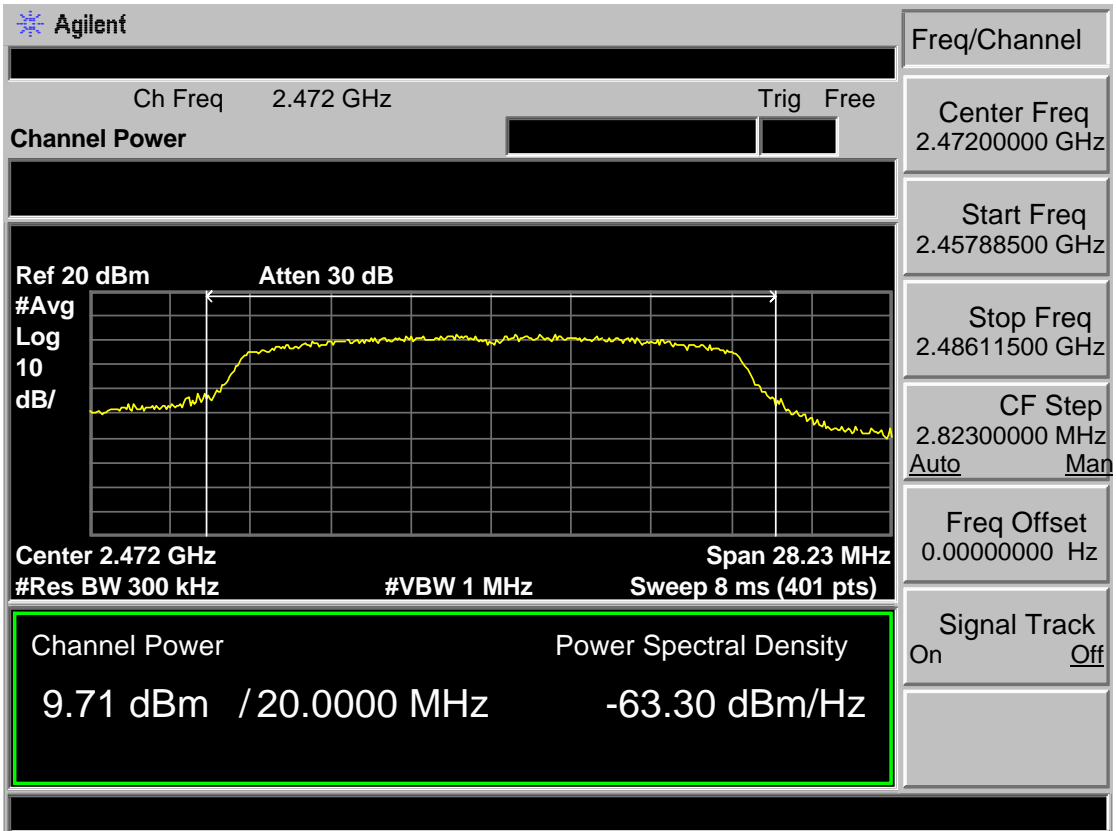 Agilent
Freq/Channel
Ch Freq 2.472 GHz Trig Free
Channel Power
Center Freq
2.47200000 GHz
Start Freq
2.45788500 GHz
Stop Freq
2.48611500 GHz
CF Step
2.82300000 MHz
Auto Man
Freq Offset
0.00000000 Hz
Signal Track
On Off
Ref 20 dBm Atten 30 dB
#Avg
Log
10
dB/
Center 2.472 GHz Span 28.23 MHz
#Res BW 300 kHz #VBW 1 MHz Sweep 8 ms (401 pts)
Channel Power Power Spectral Density
9.71 dBm / 20.0000 MHz -63.30 dBm/Hz